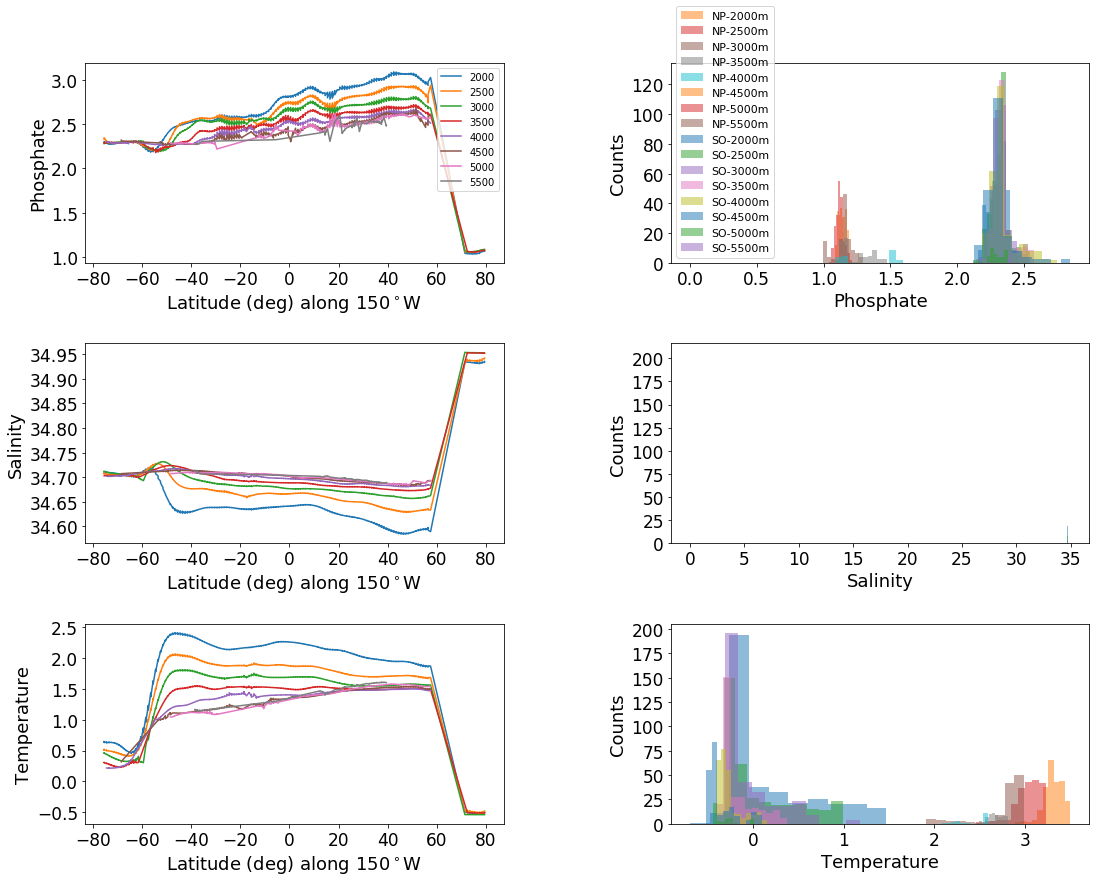 3.0
2.5
2.0
1.5
1.0
Phosphate
−80 −60 −40 −20 0 20 40 60 80
Latitude (deg) along 150°W
2000
2500
3000
3500
4000
4500
5000
5500
120
100
80
60
40
20
0
Counts
0.0 0.5 1.0 1.5 2.0 2.5
Phosphate
NP-2000m
NP-2500m
NP-3000m
NP-3500m
NP-4000m
NP-4500m
NP-5000m
NP-5500m
SO-2000m
SO-2500m
SO-3000m
SO-3500m
SO-4000m
SO-4500m
SO-5000m
SO-5500m
34.95
34.90
34.85
34.80
34.75
34.70
34.65
34.60
Salinity
−80 −60 −40 −20 0 20 40 60 80
Latitude (deg) along 150°W
200
175
150
125
100
75
50
25
0
Counts
0 5 10 15 20 25 30 35
Salinity
2.5
2.0
1.5
1.0
0.5
0.0
−0.5
Temperature
−80 −60 −40 −20 0 20 40 60 80
Latitude (deg) along 150°W
200
175
150
125
100
75
50
25
0
Counts
0 1 2 3
Temperature